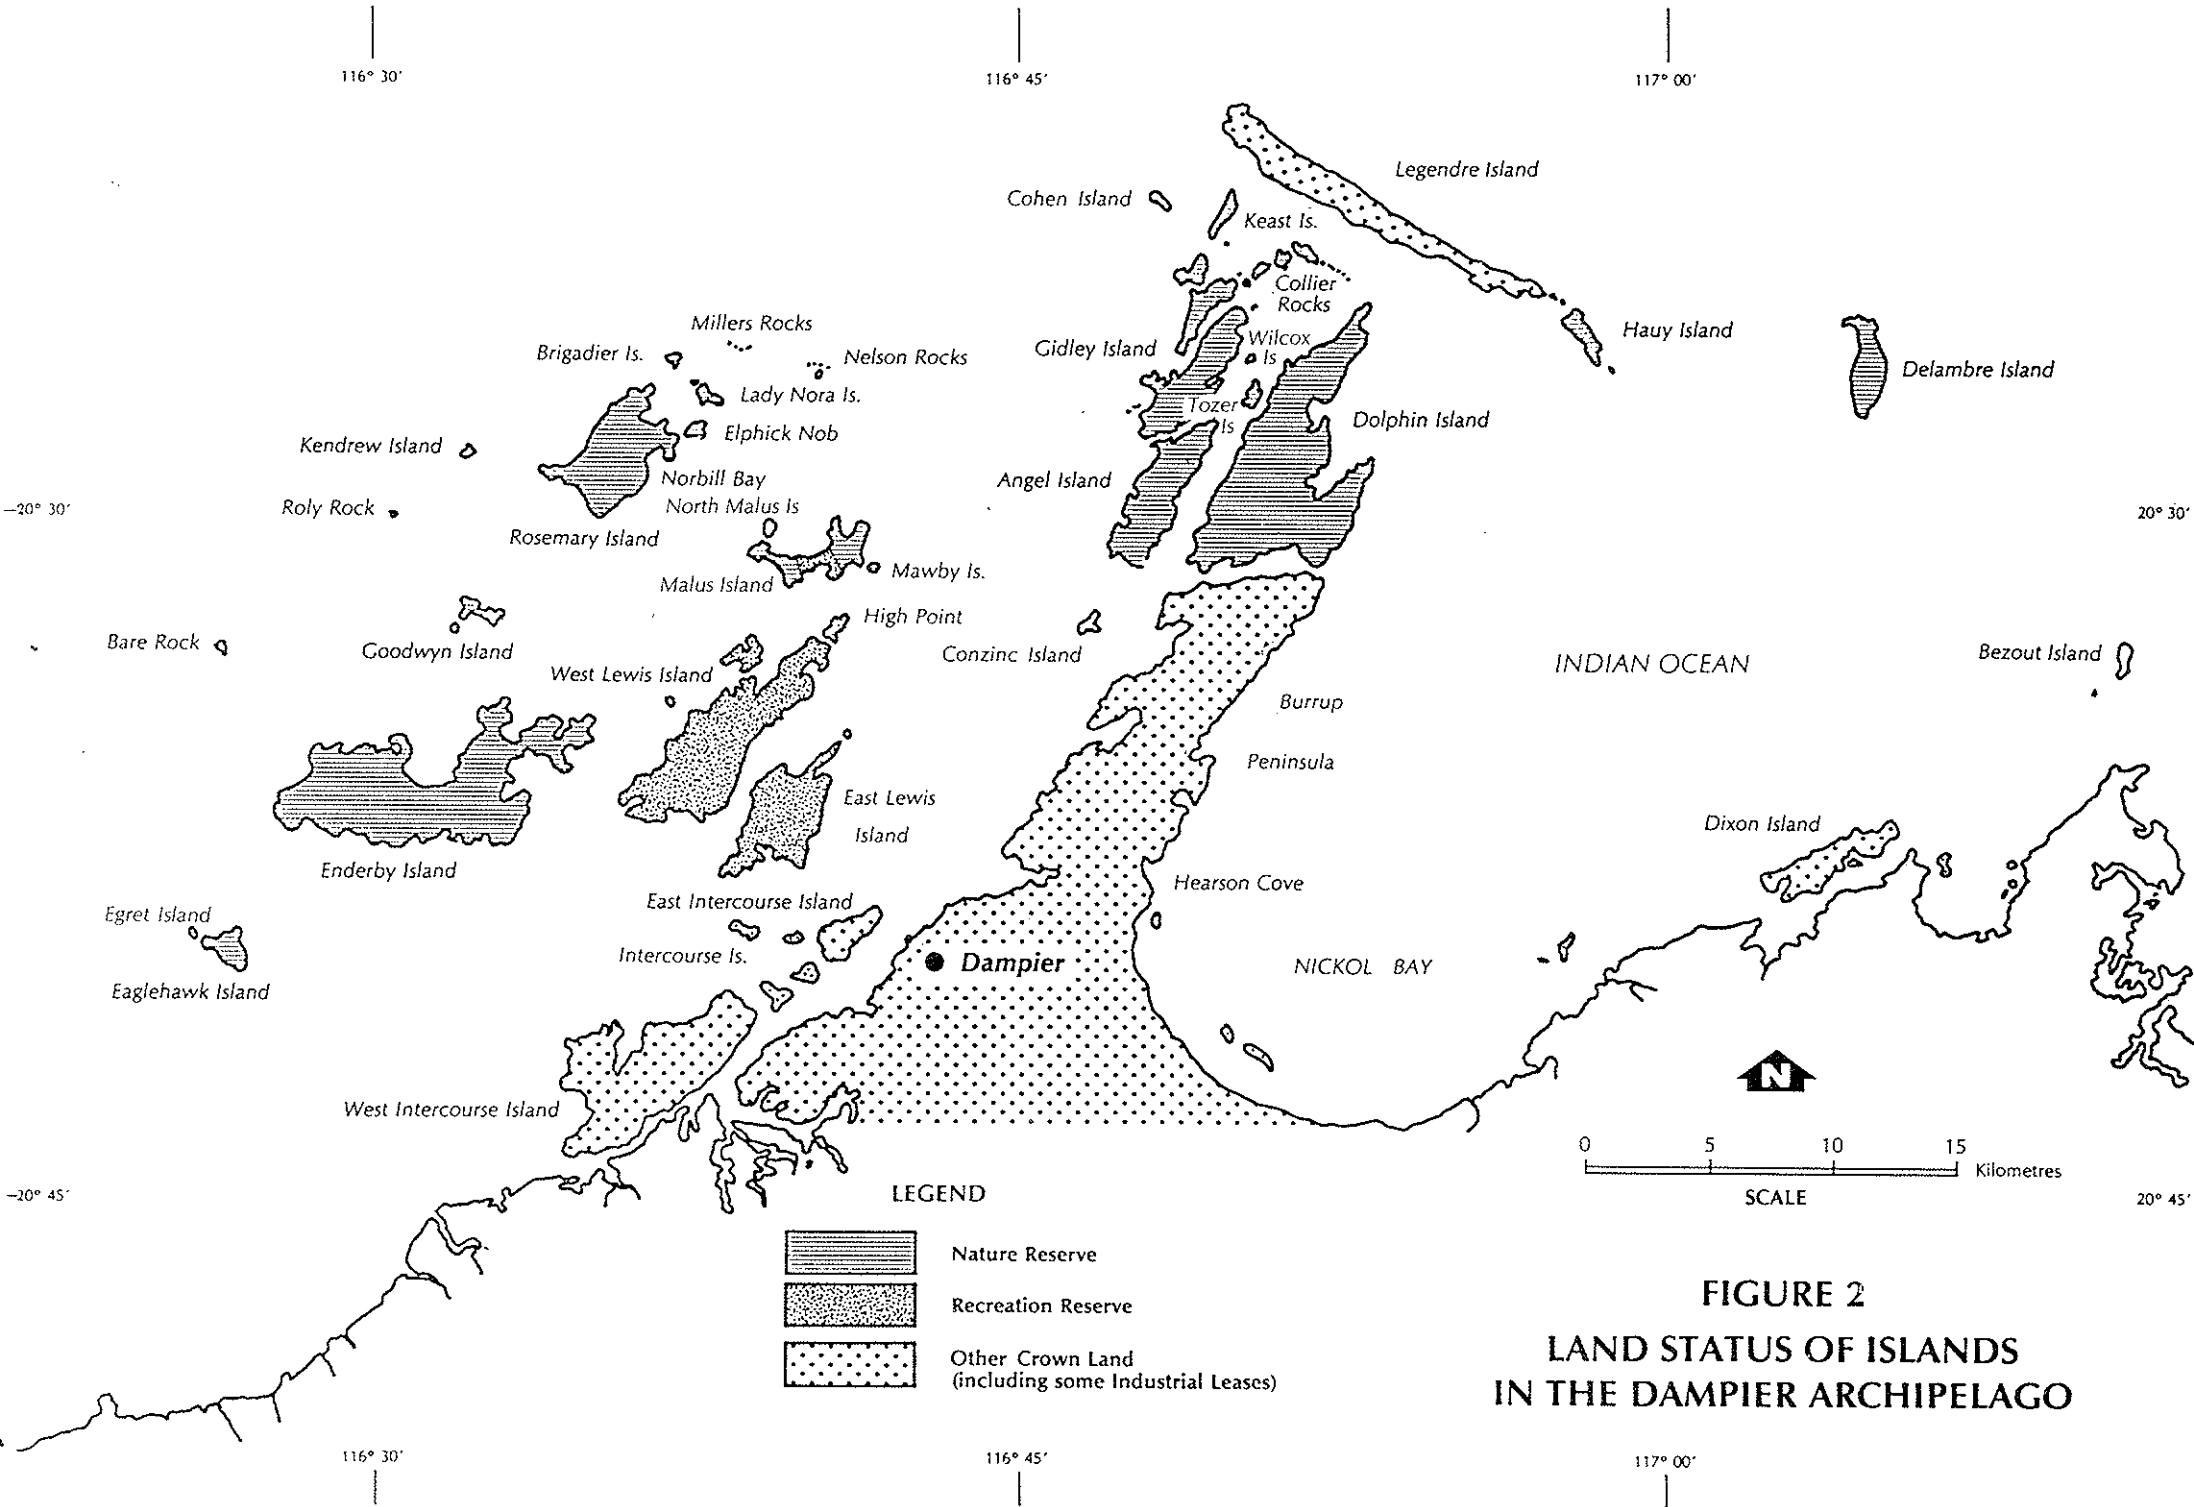 116° 30′
116° 45′
117° 00′
Legendre Island
Cohen Island
Keast Is.
Collier
Rocks
Millers Rocks
Hauy Island
Wilcox
Is
Gidley Island
Brigadier Is.
Nelson Rocks
Delambre Island
Lady Nora Is.
Tozer
Is
Dolphin Island
Elphick Nob
Kendrew Island
Norbill Bay
Angel Island
North Malus Is
Roly Rock
–20° 30′
20° 30′
Rosemary Island
Mawby Is.
Malus Island
High Point
Bare Rock
Goodwyn Island
Conzinc Island
INDIAN OCEAN
Bezout Island
West Lewis Island
Burrup
Peninsula
East Lewis
Island
Dixon Island
Enderby Island
Hearson Cove
East Intercourse Island
Egret Island
Intercourse Is.
Dampier
NICKOL BAY
Eaglehawk Island
N
West Intercourse Island
0 5 10 15
Kilometres
SCALE
–20° 45′
20° 45′
LEGEND
Nature Reserve
Recreation Reserve
Other Crown Land
(including some Industrial Leases)
FIGURE 2
LAND STATUS OF ISLANDS
IN THE DAMPIER ARCHIPELAGO
116° 30′
116° 45′
117° 00′